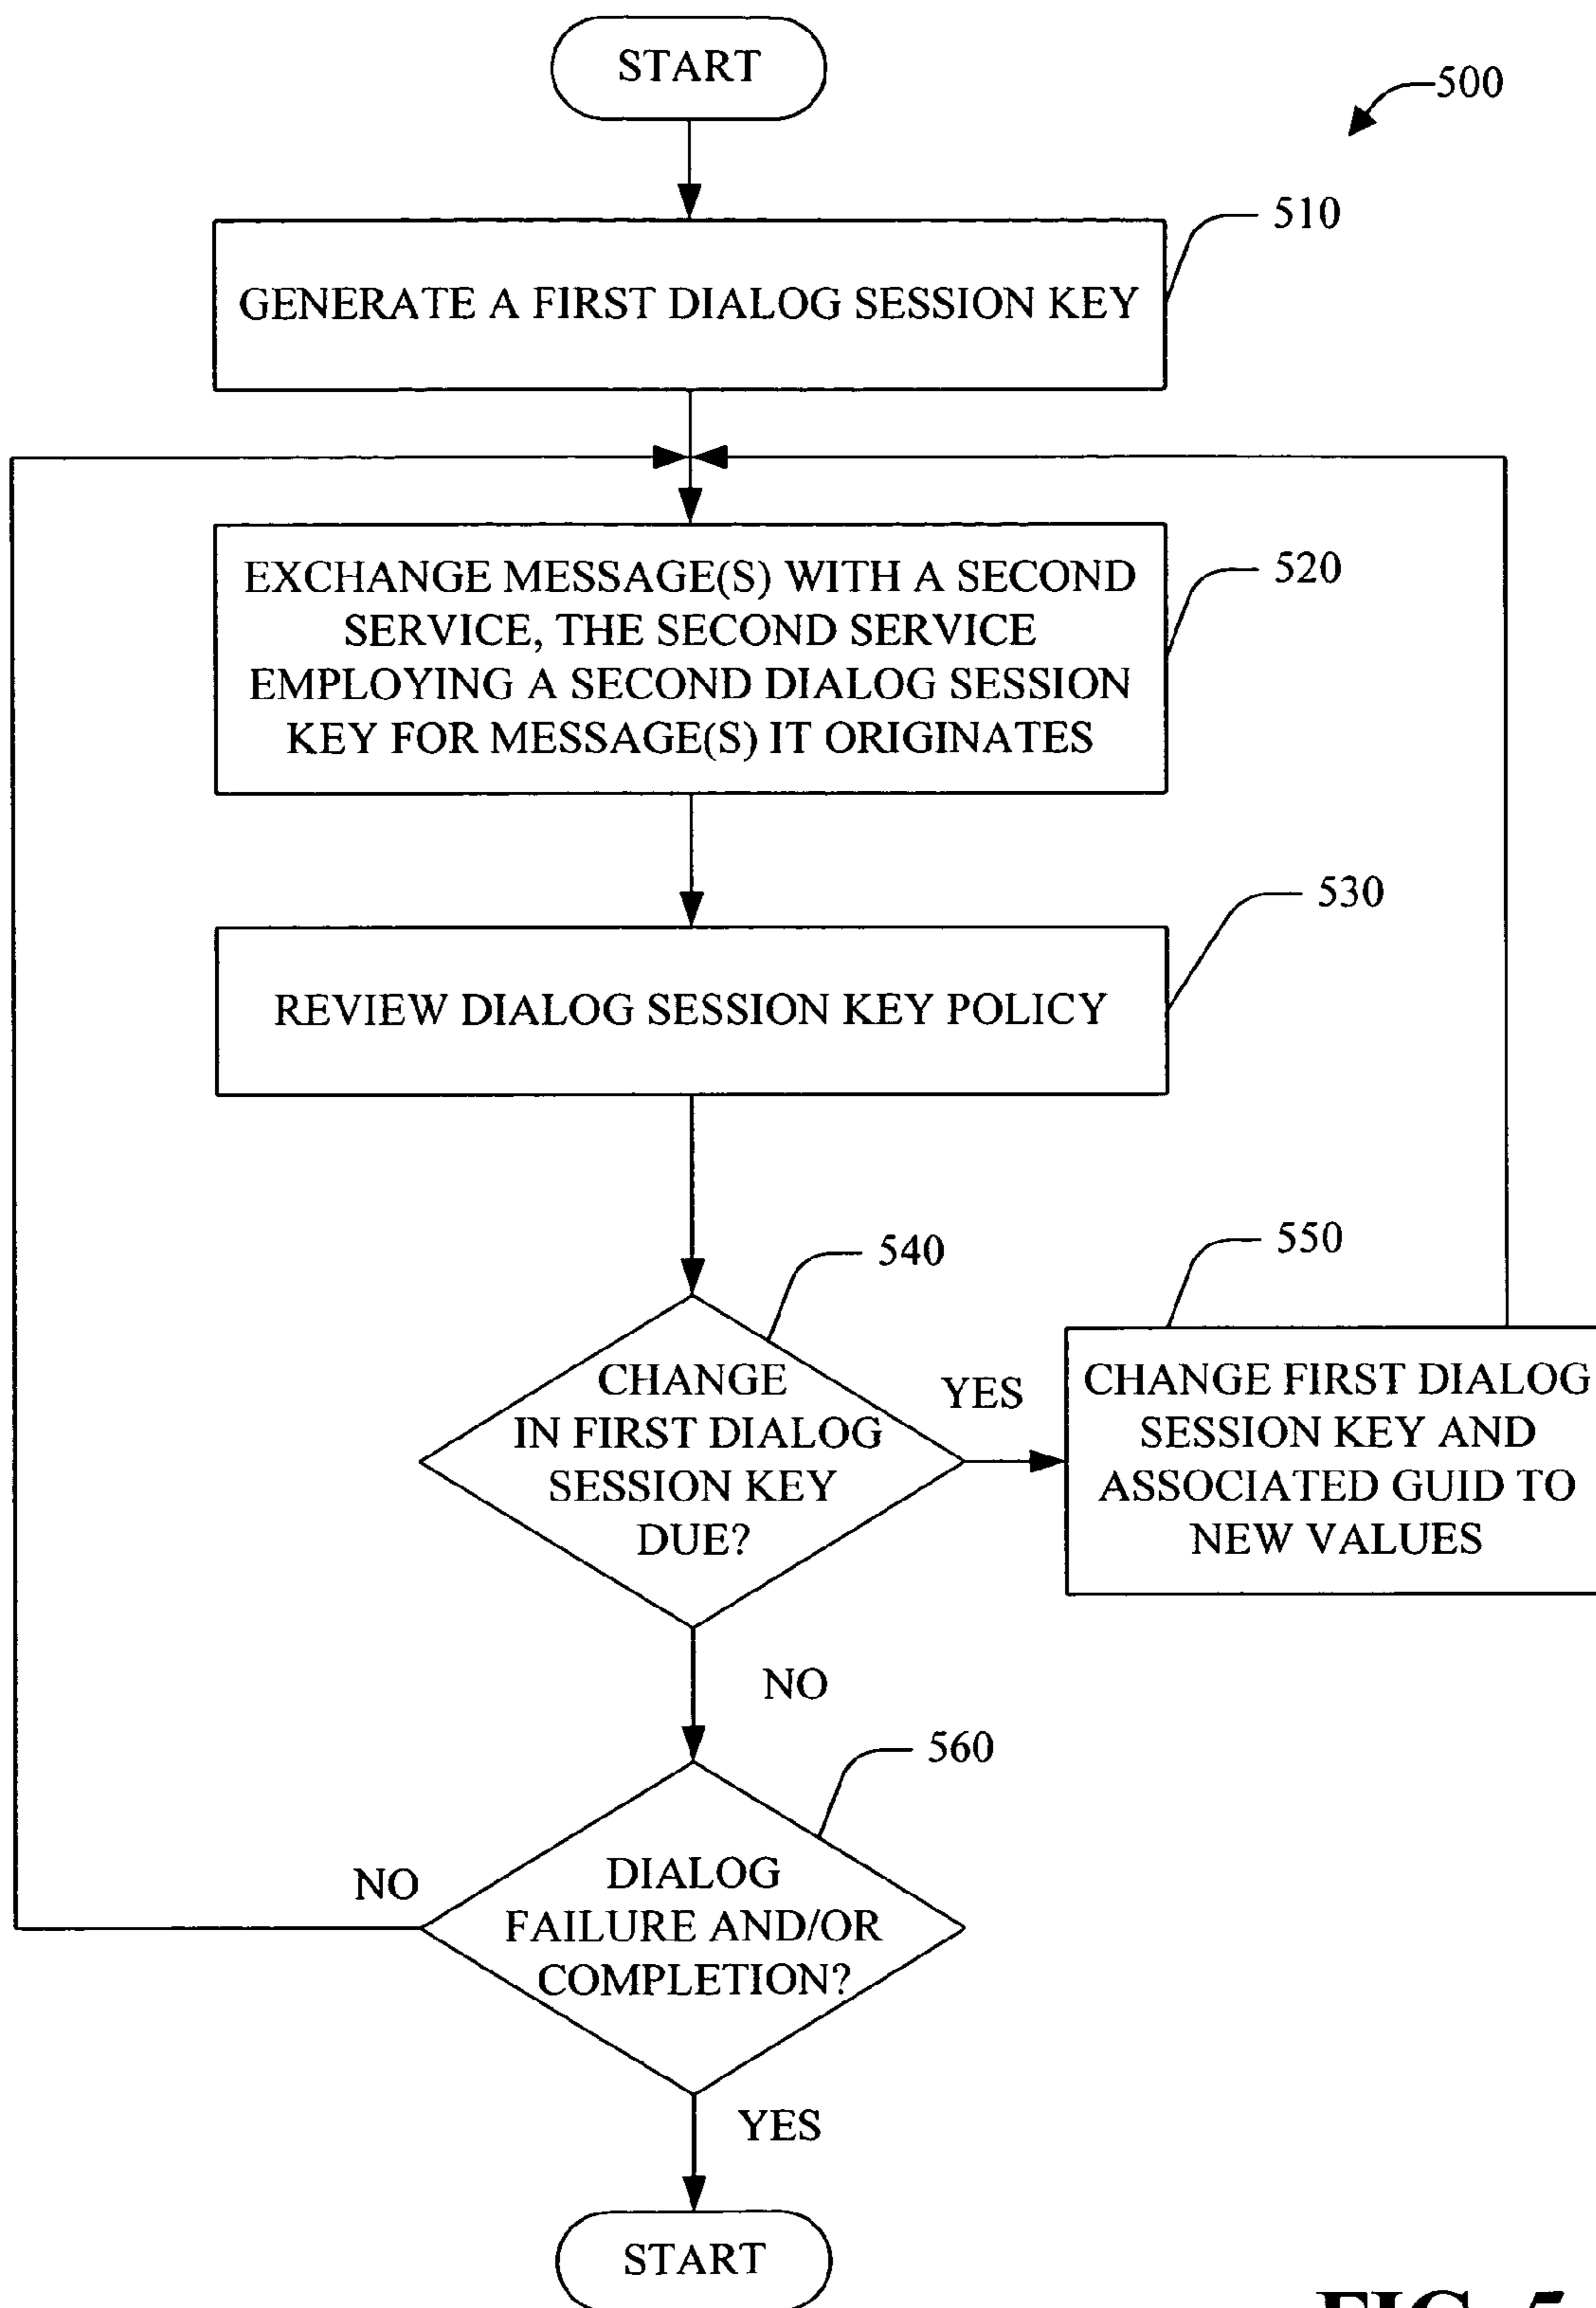 START
500
510
GENERATE A FIRST DIALOG SESSION KEY
EXCHANGE MESSAGE(S) WITH A SECOND
SERVICE, THE SECOND SERVICE
EMPLOYING A SECOND DIALOG SESSION
KEY FOR MESSAGE(S) IT ORIGINATES
520
530
REVIEW DIALOG SESSION KEY POLICY
540
CHANGE
IN FIRST DIALOG
SESSION KEY
DUE?
YES
550
CHANGE FIRST DIALOG
SESSION KEY AND
ASSOCIATED GUID TO
NEW VALUES
NO
560
DIALOG
FAILURE AND/OR
COMPLETION?
NO
YES
START
FIG. 5